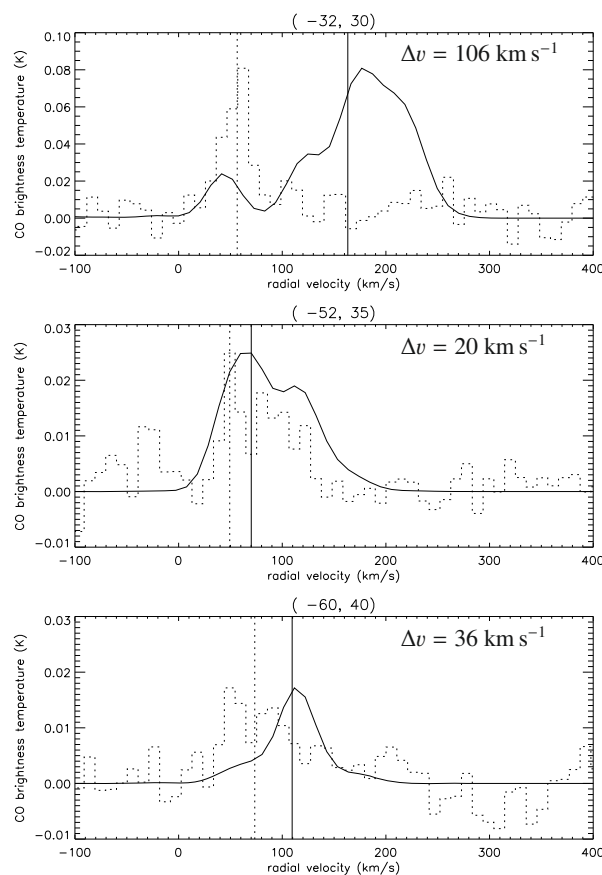 ( −32, 30)
Δv = 106 km s⁻¹
CO brightness temperature (K)
0.10
0.08
0.06
0.04
0.02
0.00
−0.02
−100 0 100 200 300 400
radial velocity (km/s)
( −52, 35)
Δv = 20 km s⁻¹
CO brightness temperature (K)
0.03
0.02
0.01
0.00
−0.01
−100 0 100 200 300 400
radial velocity (km/s)
( −60, 40)
Δv = 36 km s⁻¹
CO brightness temperature (K)
0.03
0.02
0.01
0.00
−0.01
−100 0 100 200 300 400
radial velocity (km/s)